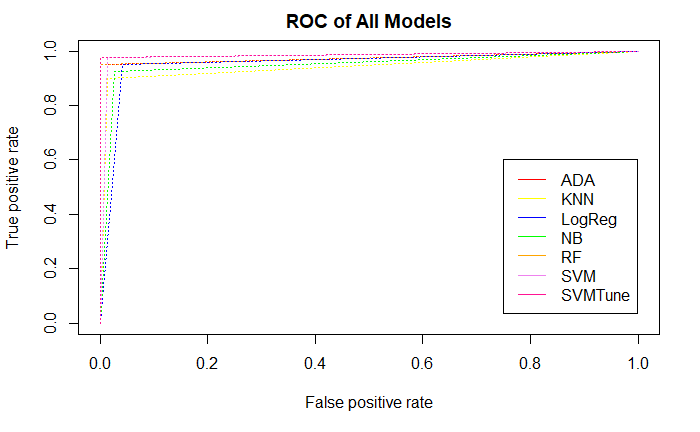 ROC of All Models
True positive rate
1.0
0.8
0.6
0.4
0.2
0.0
ADA
KNN
LogReg
NB
RF
SVM
SVMTune
0.0 0.2 0.4 0.6 0.8 1.0
False positive rate